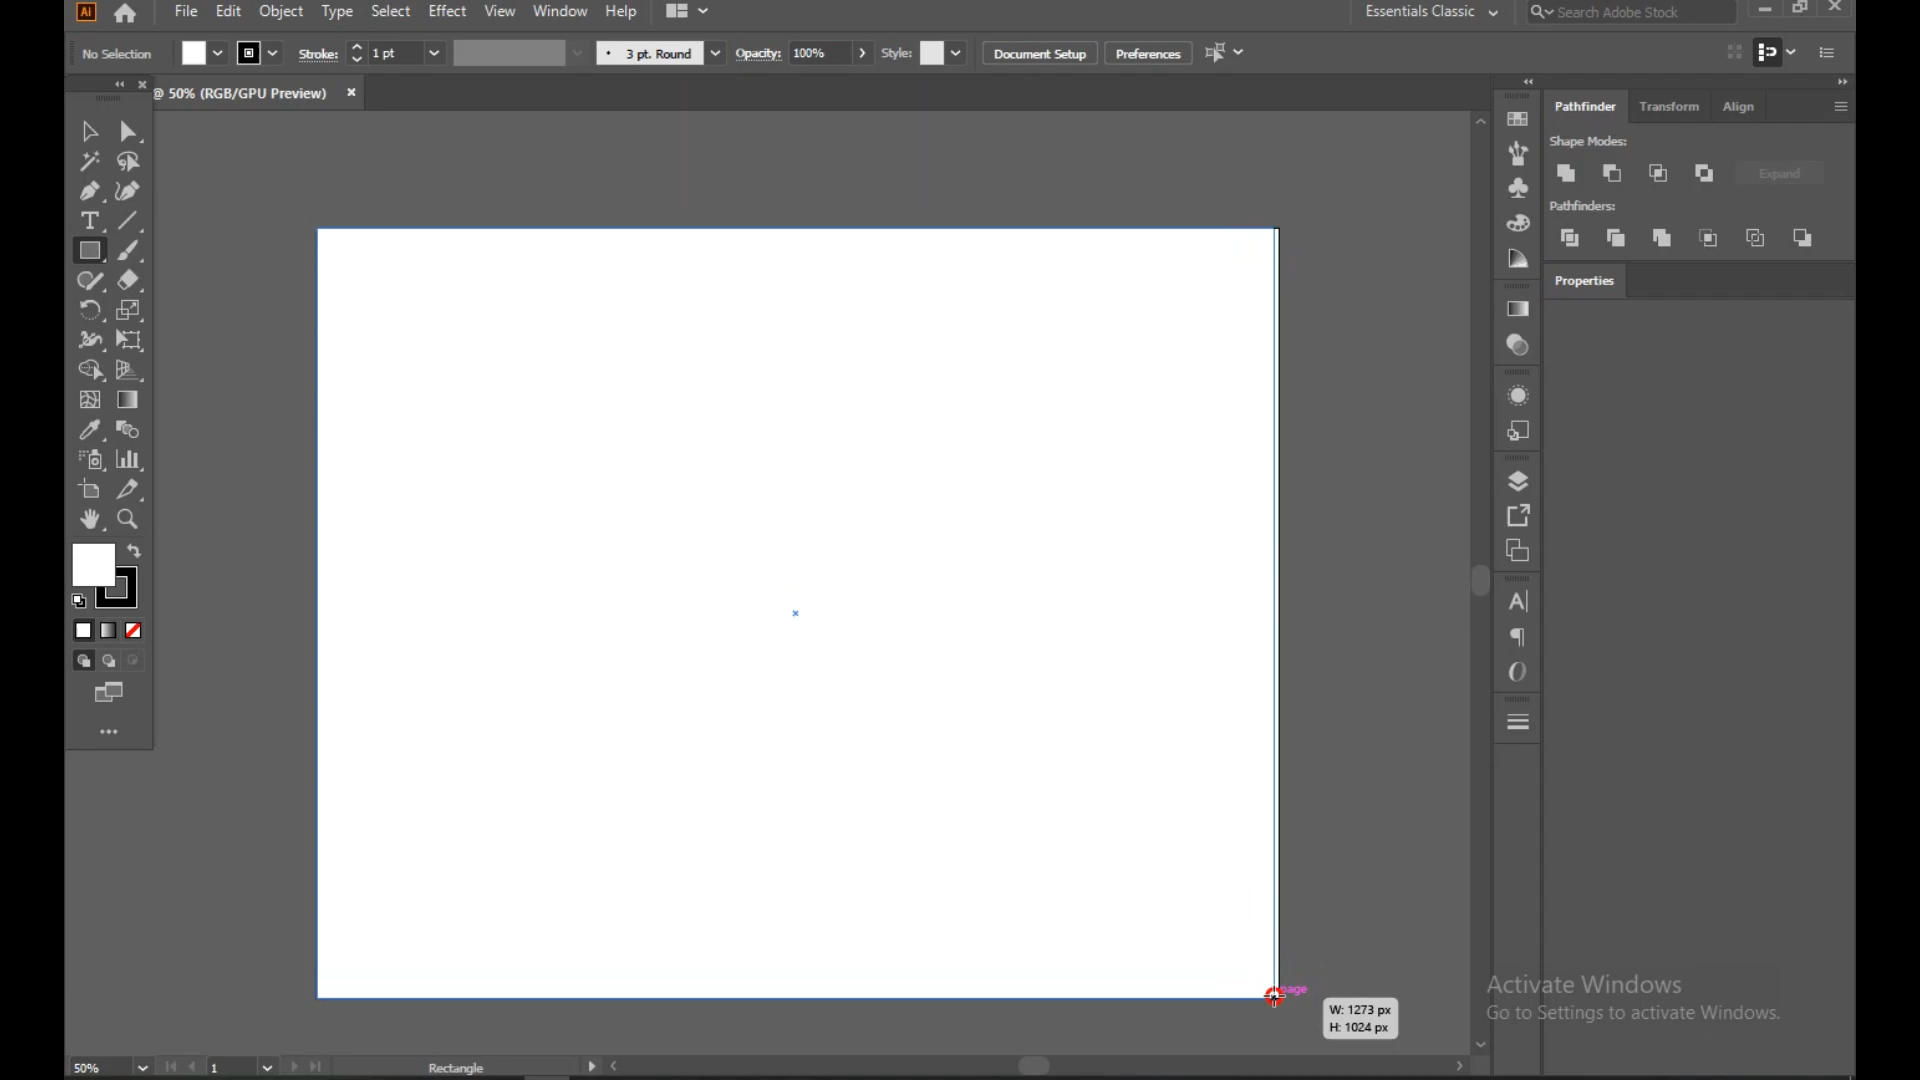 Ai File Edit Object Type Select Effect View Window Help Essentials Classic Search Adobe Stock
No Selection Stroke: 1 pt 3 pt. Round Opacity: 100% Style: Document Setup Preferences
@ 50% (RGB/GPU Preview)
Pathfinder Transform Align
Shape Modes:
Expand
Pathfinders:
Properties
page
W: 1273 px
H: 1024 px
Activate Windows
Go to Settings to activate Windows.
50% 1 Rectangle